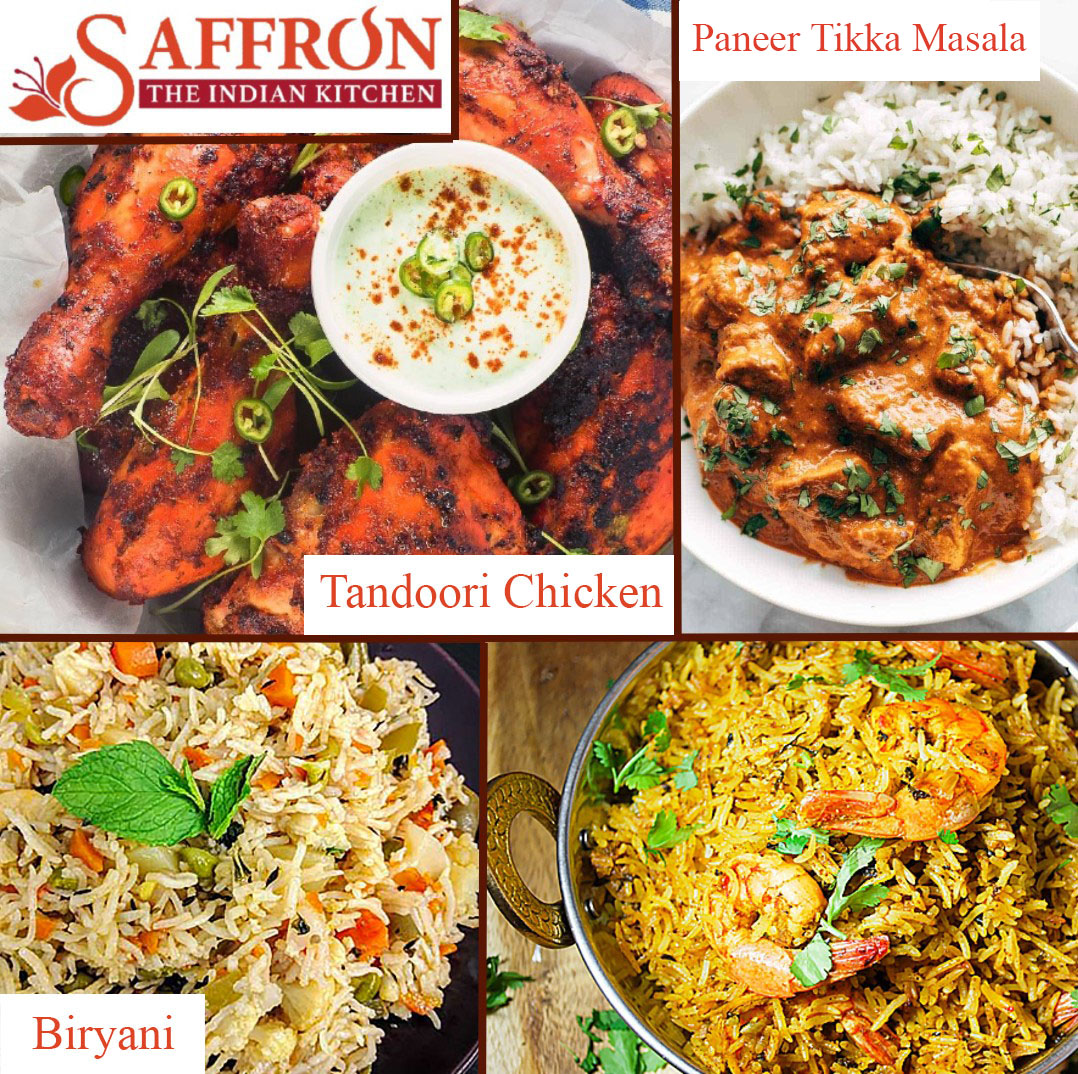 SAFFRON
THE INDIAN KITCHEN
Paneer Tikka Masala
Tandoori Chicken
Biryani